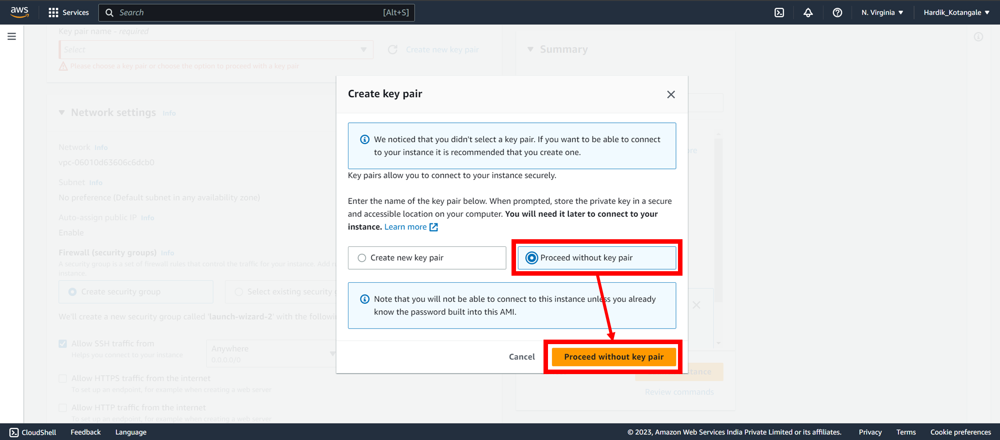 aws
Services
Search
[Alt+S]
N. Virginia
Hardik_Kotangale
Key pair name - required
Select
Create new key pair
Please choose a key pair or choose the option to proceed with a key pair
Summary
Network settings Info
Network Info
vpc-06010d63606c6dcb0
Subnet Info
No preference (Default subnet in any availability zone)
Auto-assign public IP Info
Enable
Firewall (security groups) Info
A security group is a set of firewall rules that control the traffic for your instance. Add
instance.
Create security group
Select existing security
We'll create a new security group called 'launch-wizard-2' with the
Allow SSH traffic from
Helps you connect to your instance
Anywhere
0.0.0.0/0
Allow HTTPS traffic from the internet
To set up an endpoint, for example when creating a web server
Allow HTTP traffic from the internet
To set up an endpoint, for example when creating a web server
Create key pair
We noticed that you didn't select a key pair. If you want to be able to connect
to your instance it is recommended that you create one.
Key pairs allow you to connect to your instance securely.
Enter the name of the key pair below. When prompted, store the private key in a secure
and accessible location on your computer. You will need it later to connect to your
instance. Learn more
Create new key pair
Proceed without key pair
Note that you will not be able to connect to this instance unless you already
know the password built into this AMI.
Cancel
Proceed without key pair
Review commands
CloudShell
Feedback
Language
© 2023, Amazon Web Services India Private Limited or its affiliates.
Privacy
Terms
Cookie preferences